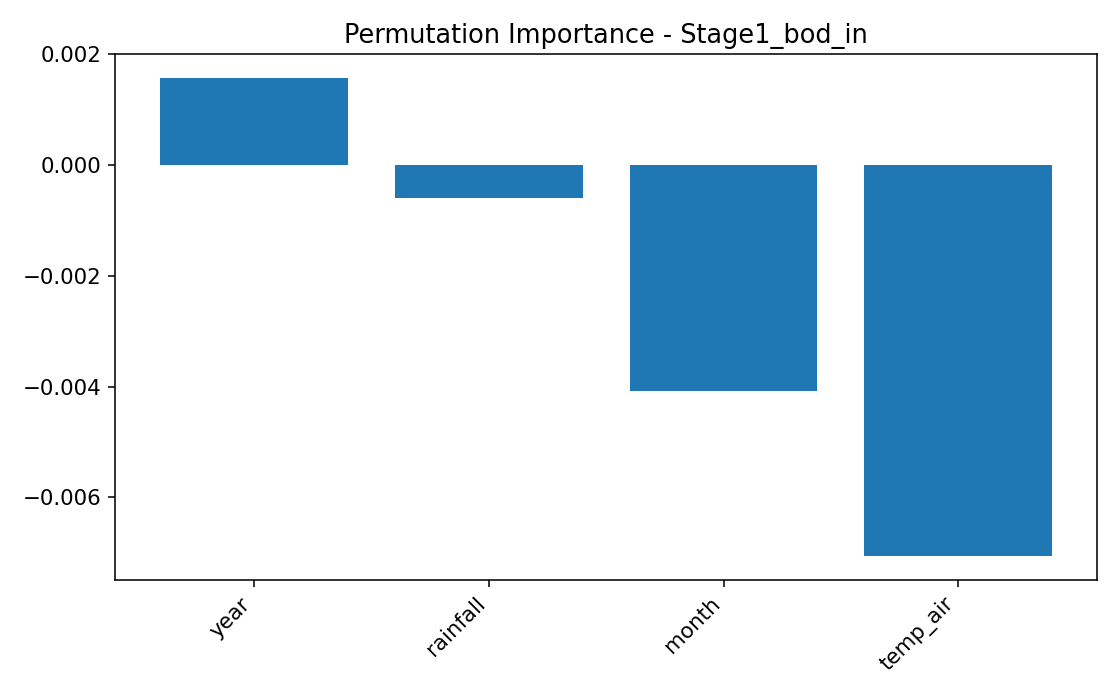 Permutation Importance - Stage1_bod_in
0.002
0.000
−0.002
−0.004
−0.006
year
rainfall
month
temp_air